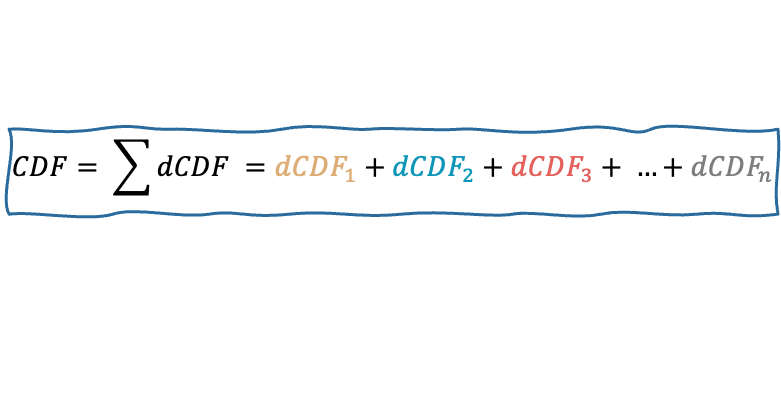 CDF = ∑ dCDF = dCDF₁ + dCDF₂ + dCDF₃ + ... + dCDFₙ